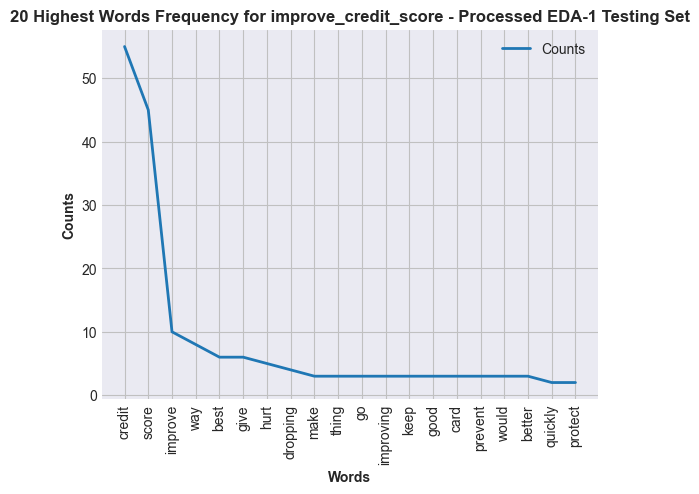 20 Highest Words Frequency for improve_credit_score - Processed EDA-1 Testing Set
Counts
50
40
30
20
10
0
Counts
credit
score
improve
way
best
give
hurt
dropping
make
thing
go
improving
keep
good
card
prevent
would
better
quickly
protect
Words